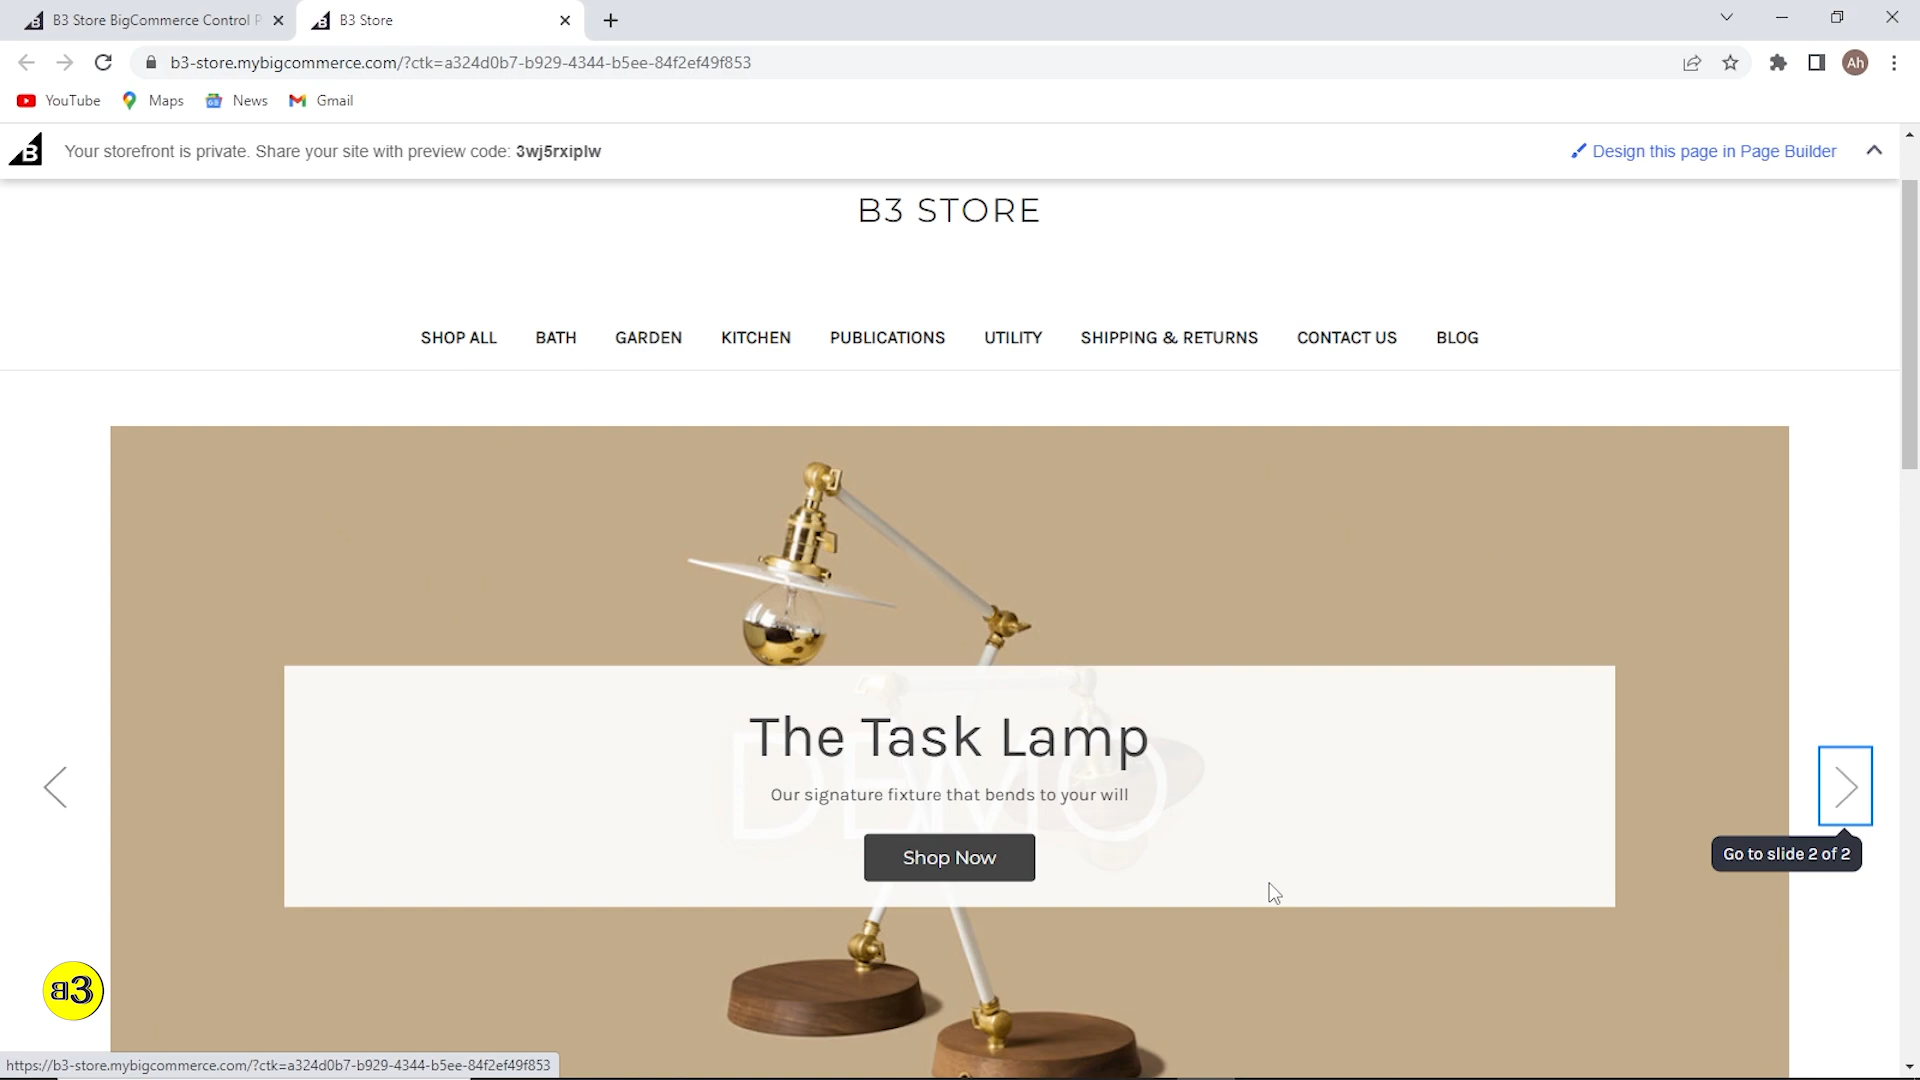 B3 Store BigCommerce Control P
B3 Store
b3-store.mybigcommerce.com/?ctk=a324d0b7-b929-4344-b5ee-84f2ef49f853
Ah
YouTube
Maps
News
Gmail
B
Your storefront is private. Share your site with preview code: 3wj5rxiplw
Design this page in Page Builder
B3 STORE
SHOP ALL
BATH
GARDEN
KITCHEN
PUBLICATIONS
UTILITY
SHIPPING & RETURNS
CONTACT US
BLOG
The Task Lamp
DEMO
Our signature fixture that bends to your will
Shop Now
Go to slide 2 of 2
B3
https://b3-store.mybigcommerce.com/?ctk=a324d0b7-b929-4344-b5ee-84f2ef49f853